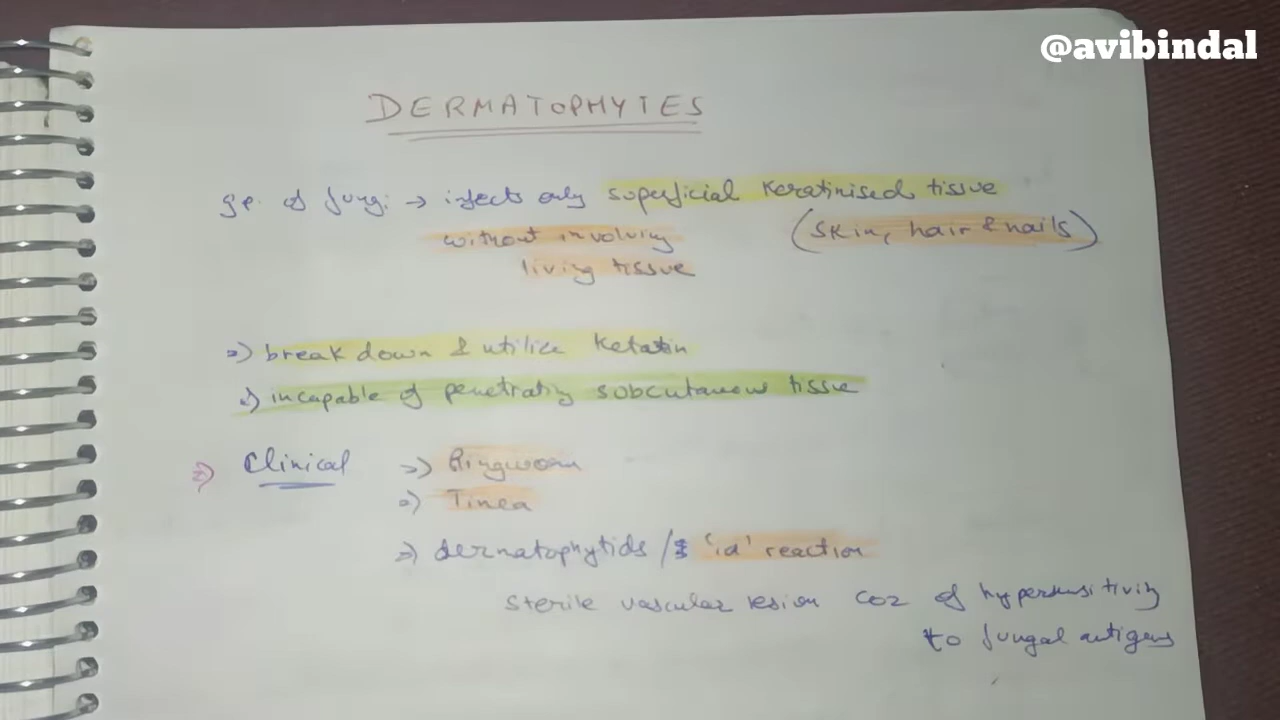 @avibindal
DERMATOPHYTES
gp. of fungi → infects only superficial Keratinised tissue
without involving (skin, hair & nails)
living tissue
=) break down & utilize Keratin
=) incapable of penetrating subcutaneous tissue
=) Clinical =) Ringworm
=) Tinea
=) dermatophytids / 'id' reaction
sterile vascular lesion coz of hypersensitivity
to fungal antigens